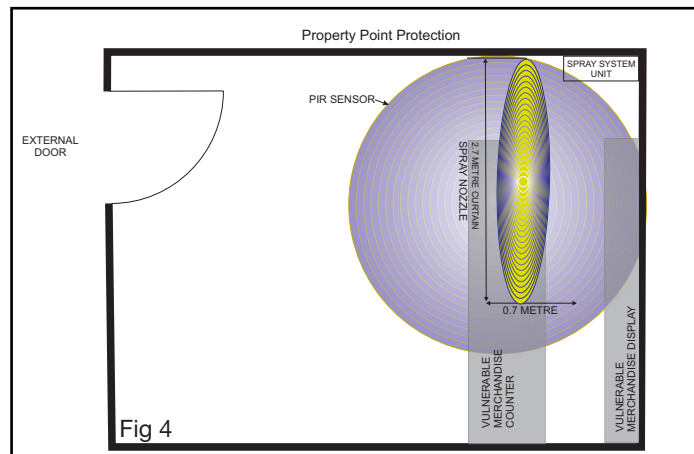 Property Point Protection
SPRAY SYSTEM
UNIT
PIR SENSOR
EXTERNAL
DOOR
2.7 METRE CURTAIN
SPRAY NOZZLE
0.7 METRE
VULNERABLE
MERCHANDISE
COUNTER
VULNERABLE
MERCHANDISE DISPLAY
Fig 4